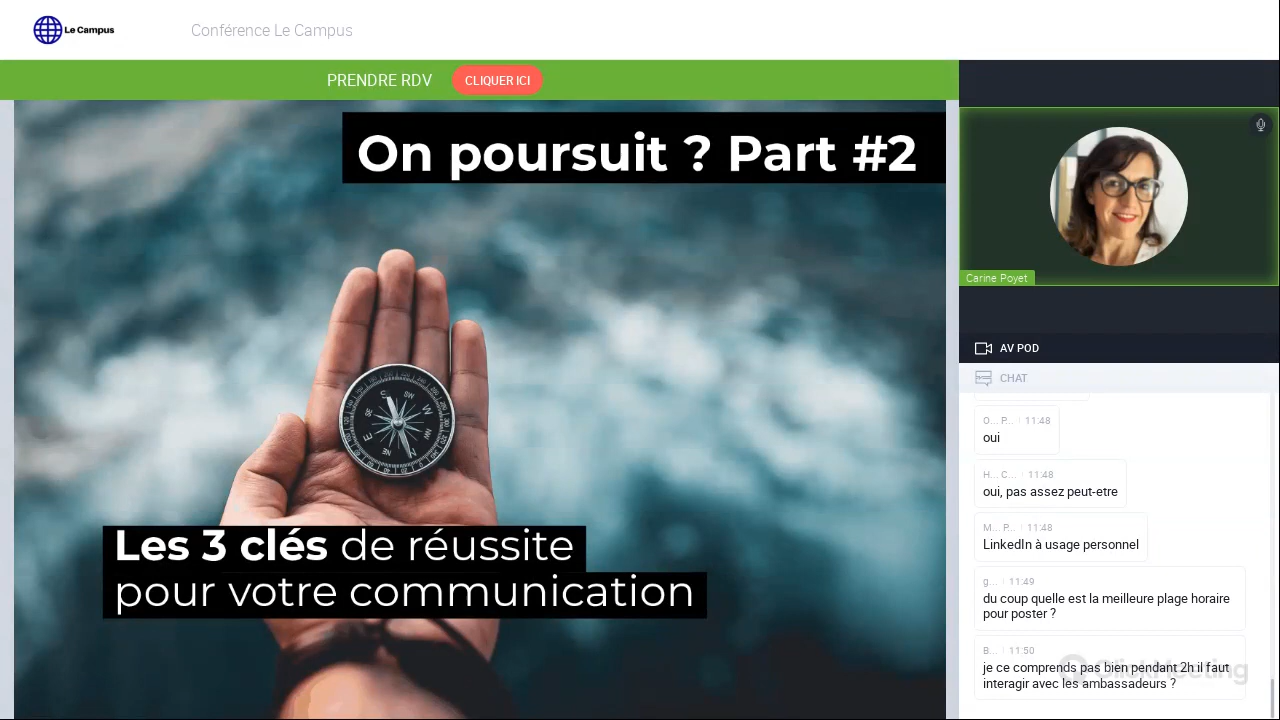 Le Campus
Conférence Le Campus
PRENDRE RDV
CLIQUER ICI
On poursuit ? Part #2
Les 3 clés de réussite
pour votre communication
Carine Poyet
AV POD
CHAT
O... P... 11:48
oui
H... C... 11:48
oui, pas assez peut-etre
M... P... 11:48
LinkedIn à usage personnel
g... 11:49
du coup quelle est la meilleure plage horaire
pour poster ?
B... 11:50
je ce comprends pas bien pendant 2h il faut
interagir avec les ambassadeurs ?
ClickMeeting